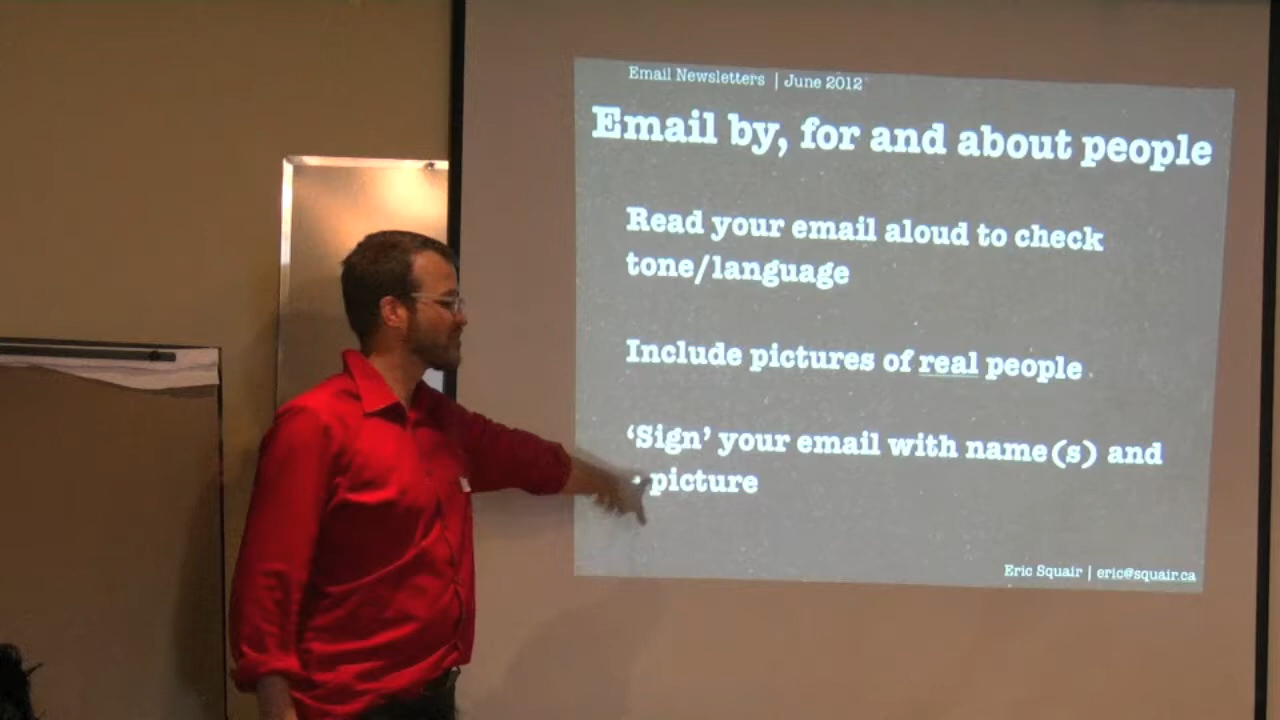 Email Newsletters | June 2012
Email by, for and about people
Read your email aloud to check
tone/language
Include pictures of real people
‘Sign’ your email with name(s) and
picture
Eric Squair | eric@squair.ca